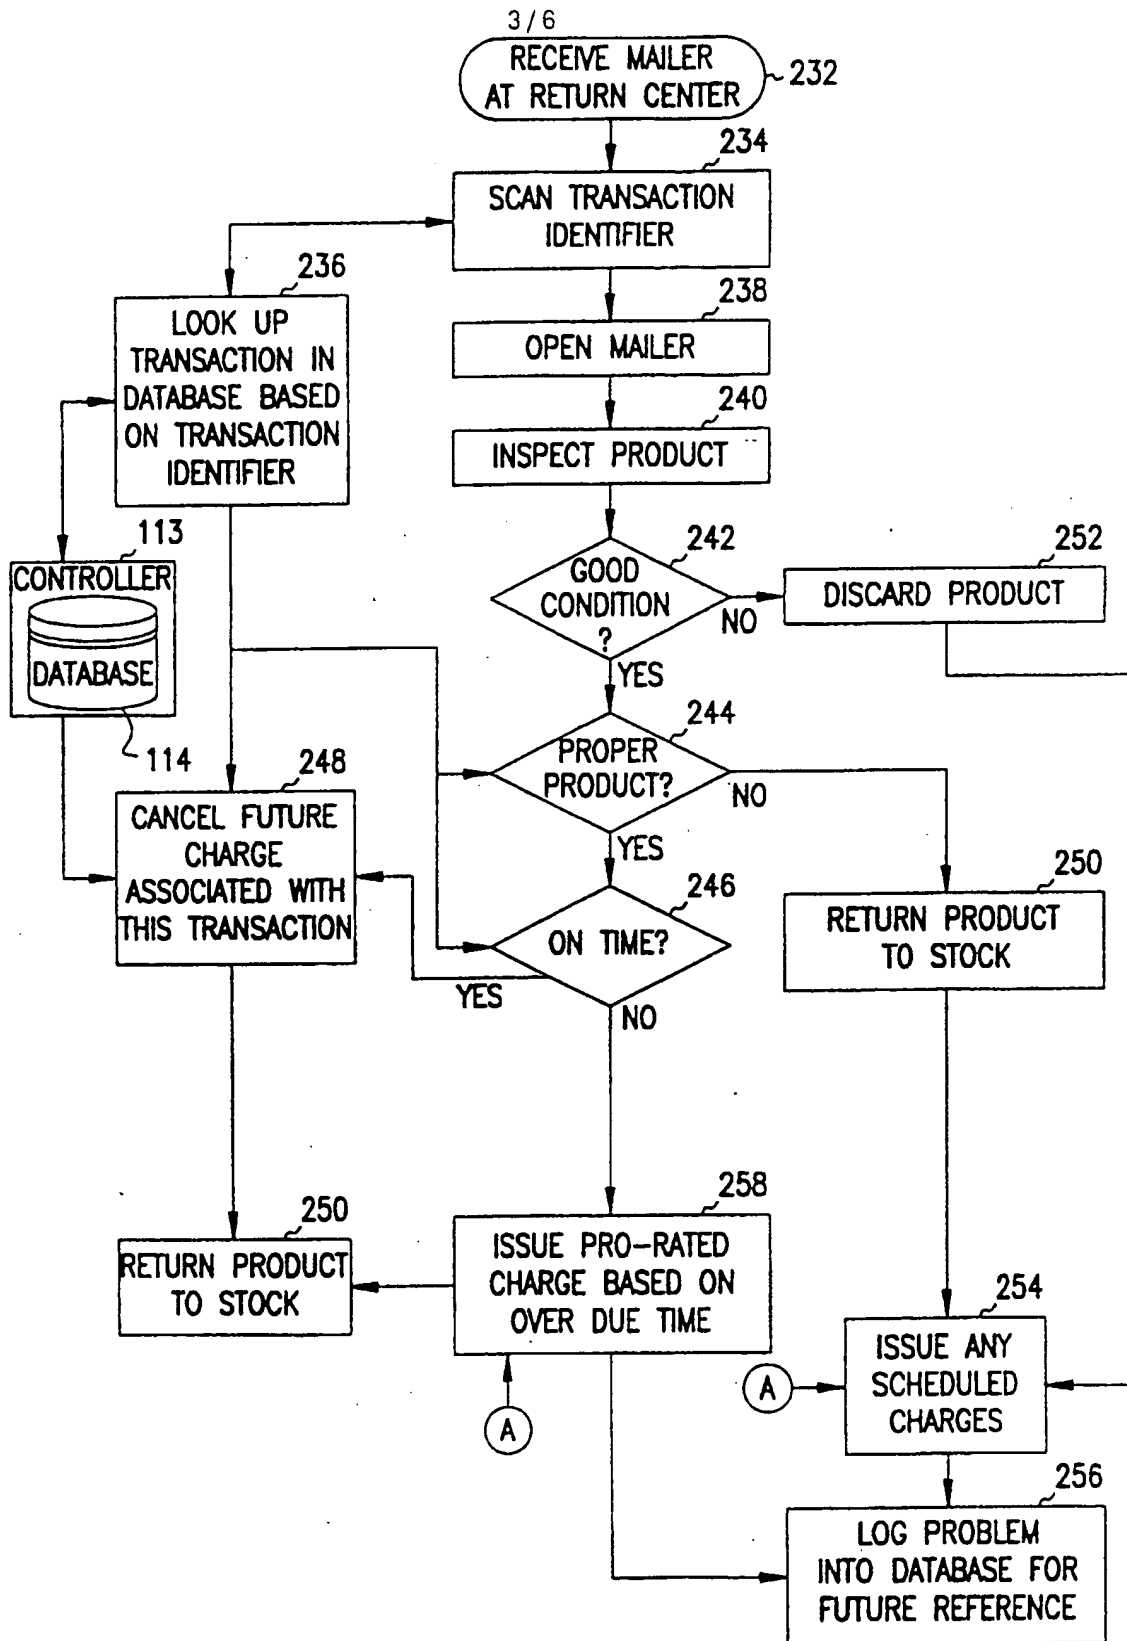 3/6
RECEIVE MAILER
AT RETURN CENTER
232
234
SCAN TRANSACTION
IDENTIFIER
236
LOOK UP
TRANSACTION IN
DATABASE BASED
ON TRANSACTION
IDENTIFIER
238
OPEN MAILER
240
INSPECT PRODUCT
113
CONTROLLER
DATABASE
114
242
GOOD
CONDITION
?
NO
YES
252
DISCARD PRODUCT
244
PROPER
PRODUCT?
NO
YES
248
CANCEL FUTURE
CHARGE
ASSOCIATED WITH
THIS TRANSACTION
246
ON TIME?
YES
NO
250
RETURN PRODUCT
TO STOCK
250
RETURN PRODUCT
TO STOCK
258
ISSUE PRO-RATED
CHARGE BASED ON
OVER DUE TIME
A
254
ISSUE ANY
SCHEDULED
CHARGES
A
256
LOG PROBLEM
INTO DATABASE FOR
FUTURE REFERENCE